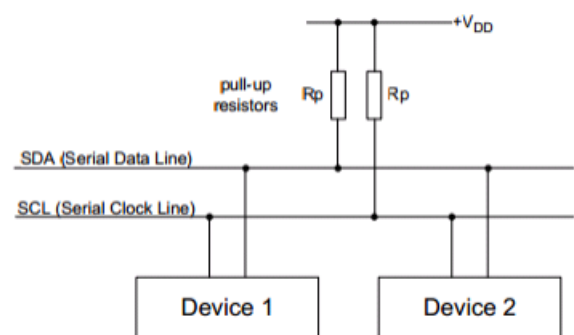 +VDD
pull-up
resistors
Rp
Rp
SDA (Serial Data Line)
SCL (Serial Clock Line)
Device 1
Device 2